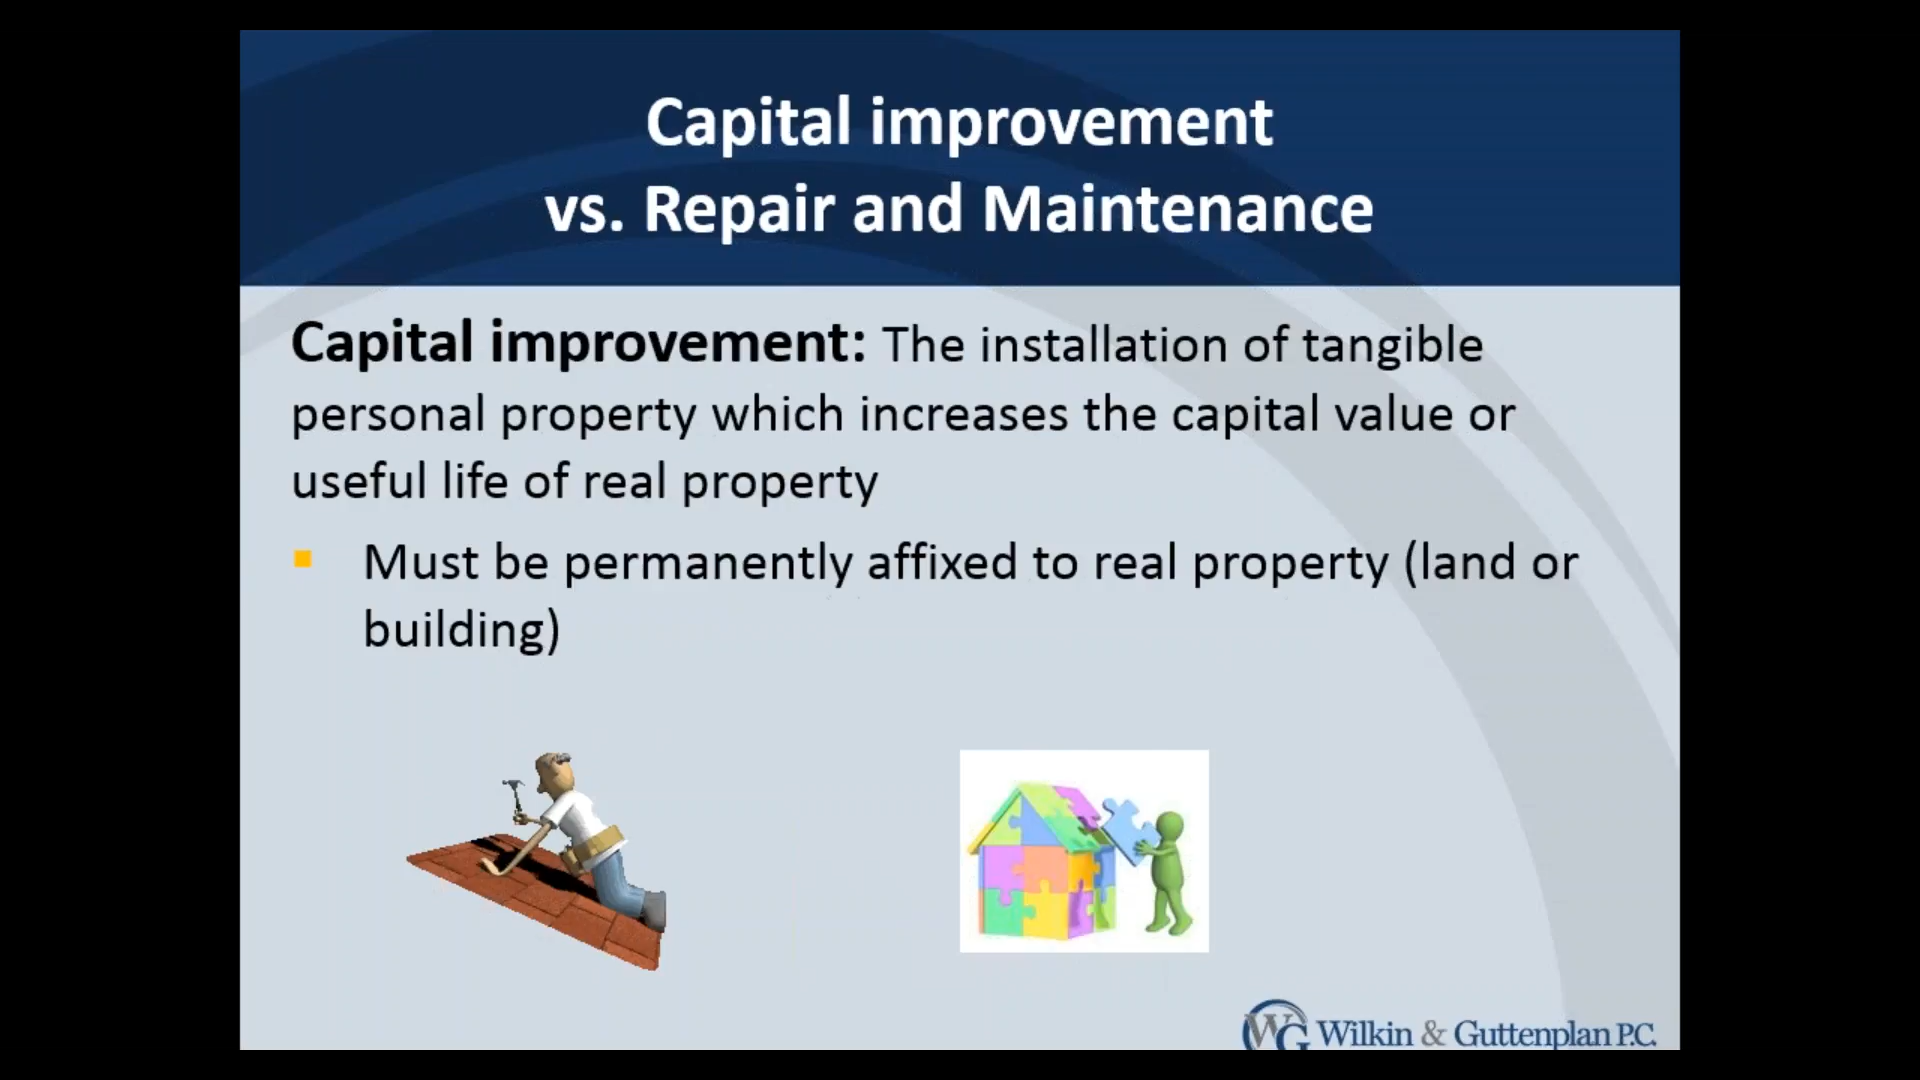 Capital improvement
vs. Repair and Maintenance
Capital improvement: The installation of tangible
personal property which increases the capital value or
useful life of real property
Must be permanently affixed to real property (land or
building)
WG Wilkin & Guttenplan P.C.